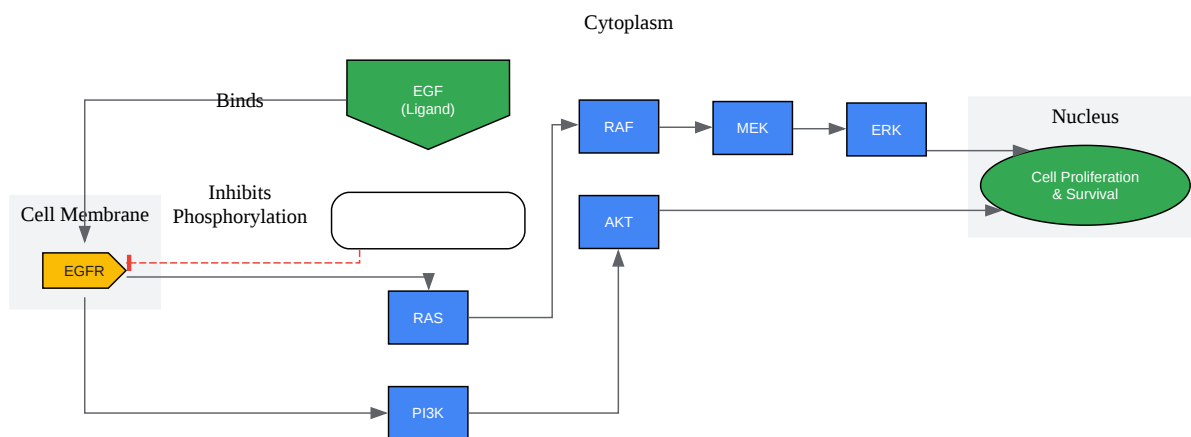 Cytoplasm
EGF
(Ligand)
Binds
RAF
MEK
ERK
Nucleus
Cell Proliferation
& Survival
Inhibits
Phosphorylation
Cell Membrane
AKT
EGFR
RAS
PI3K